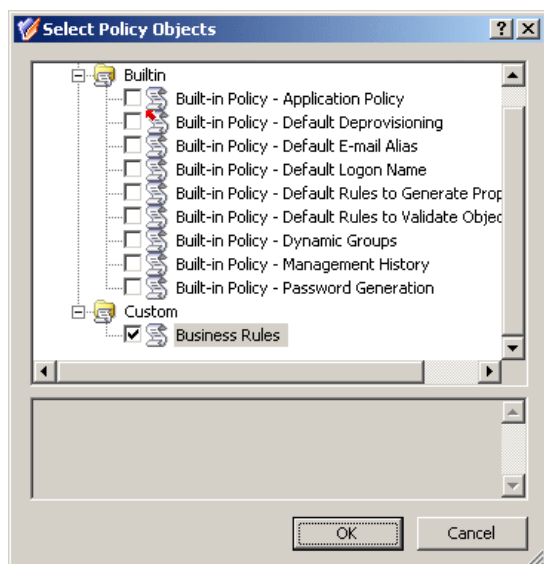 Select Policy Objects
Builtin
Built-in Policy - Application Policy
Built-in Policy - Default Deprovisioning
Built-in Policy - Default E-mail Alias
Built-in Policy - Default Logon Name
Built-in Policy - Default Rules to Generate Prop
Built-in Policy - Default Rules to Validate Objec
Built-in Policy - Dynamic Groups
Built-in Policy - Management History
Built-in Policy - Password Generation
Custom
Business Rules
OK Cancel